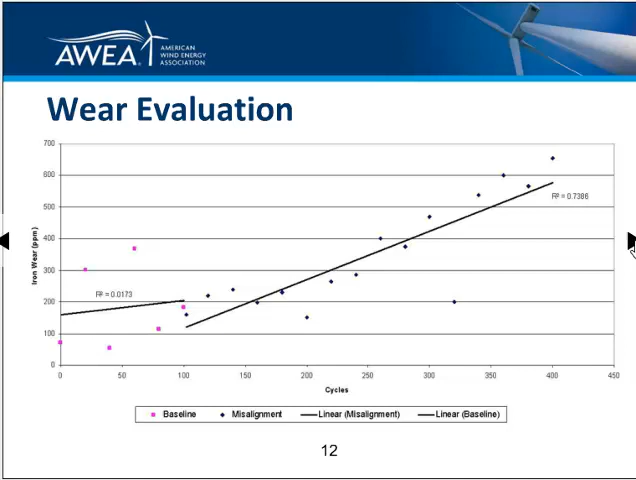 AWEA
AMERICAN
WIND ENERGY
ASSOCIATION
Wear Evaluation
700
600
500
400
300
200
100
0
Iron Wear (ppm)
R² = 0.7386
R² = 0.0173
0 50 100 150 200 250 300 350 400 450
Cycles
Baseline Misalignment Linear (Misalignment) Linear (Baseline)
12